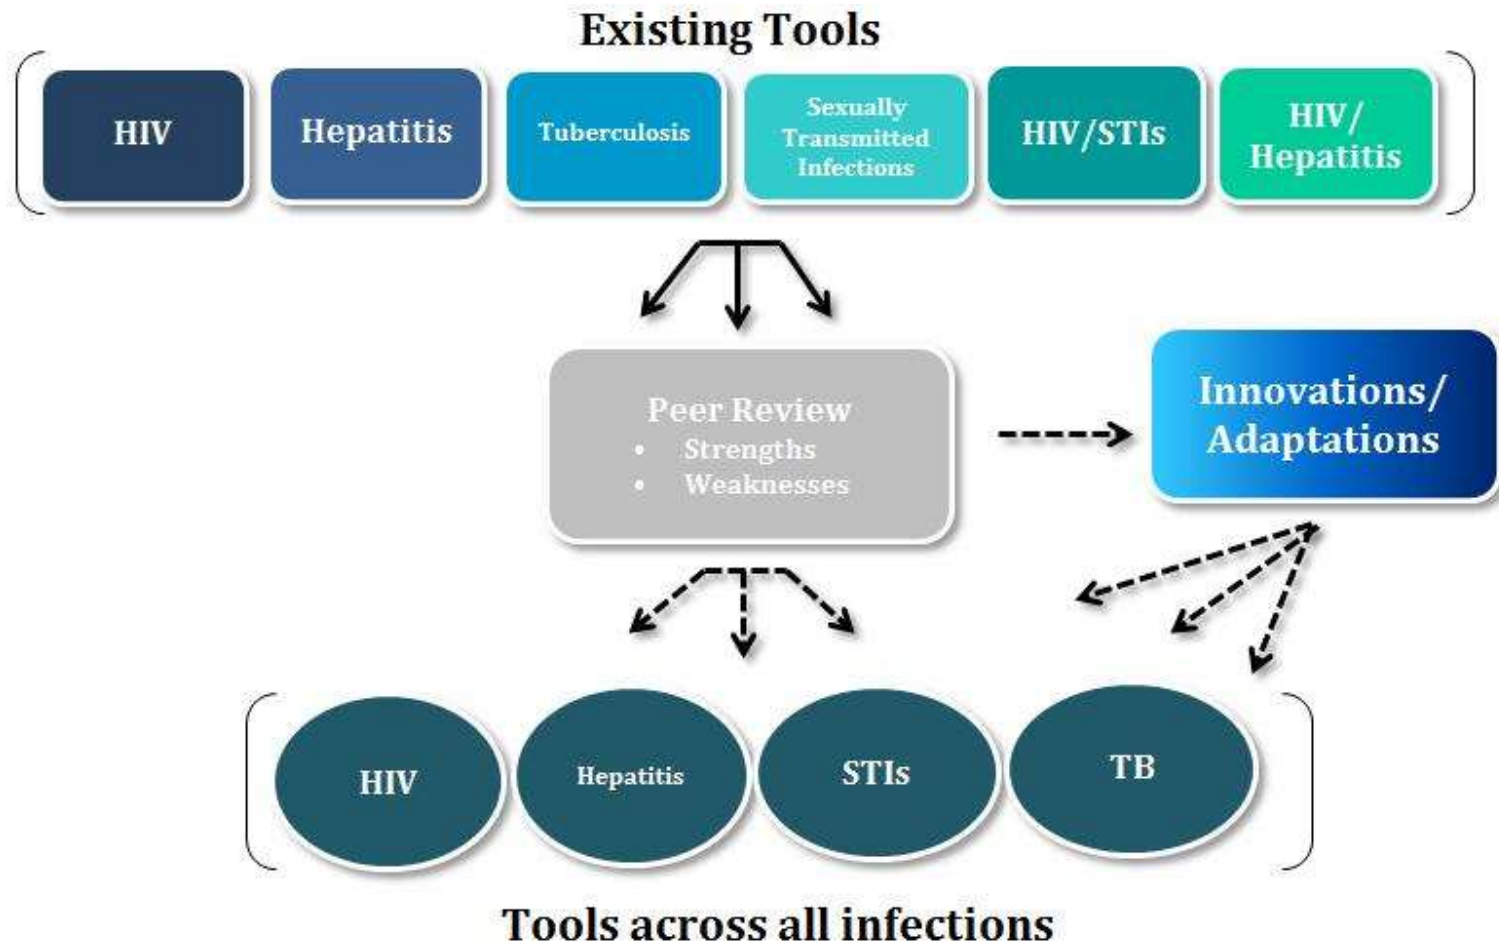 Existing Tools
HIV
Hepatitis
Tuberculosis
Sexually
Transmitted
Infections
HIV/STIs
HIV/
Hepatitis
Peer Review
• Strengths
• Weaknesses
Innovations/
Adaptations
HIV
Hepatitis
STIs
TB
Tools across all infections